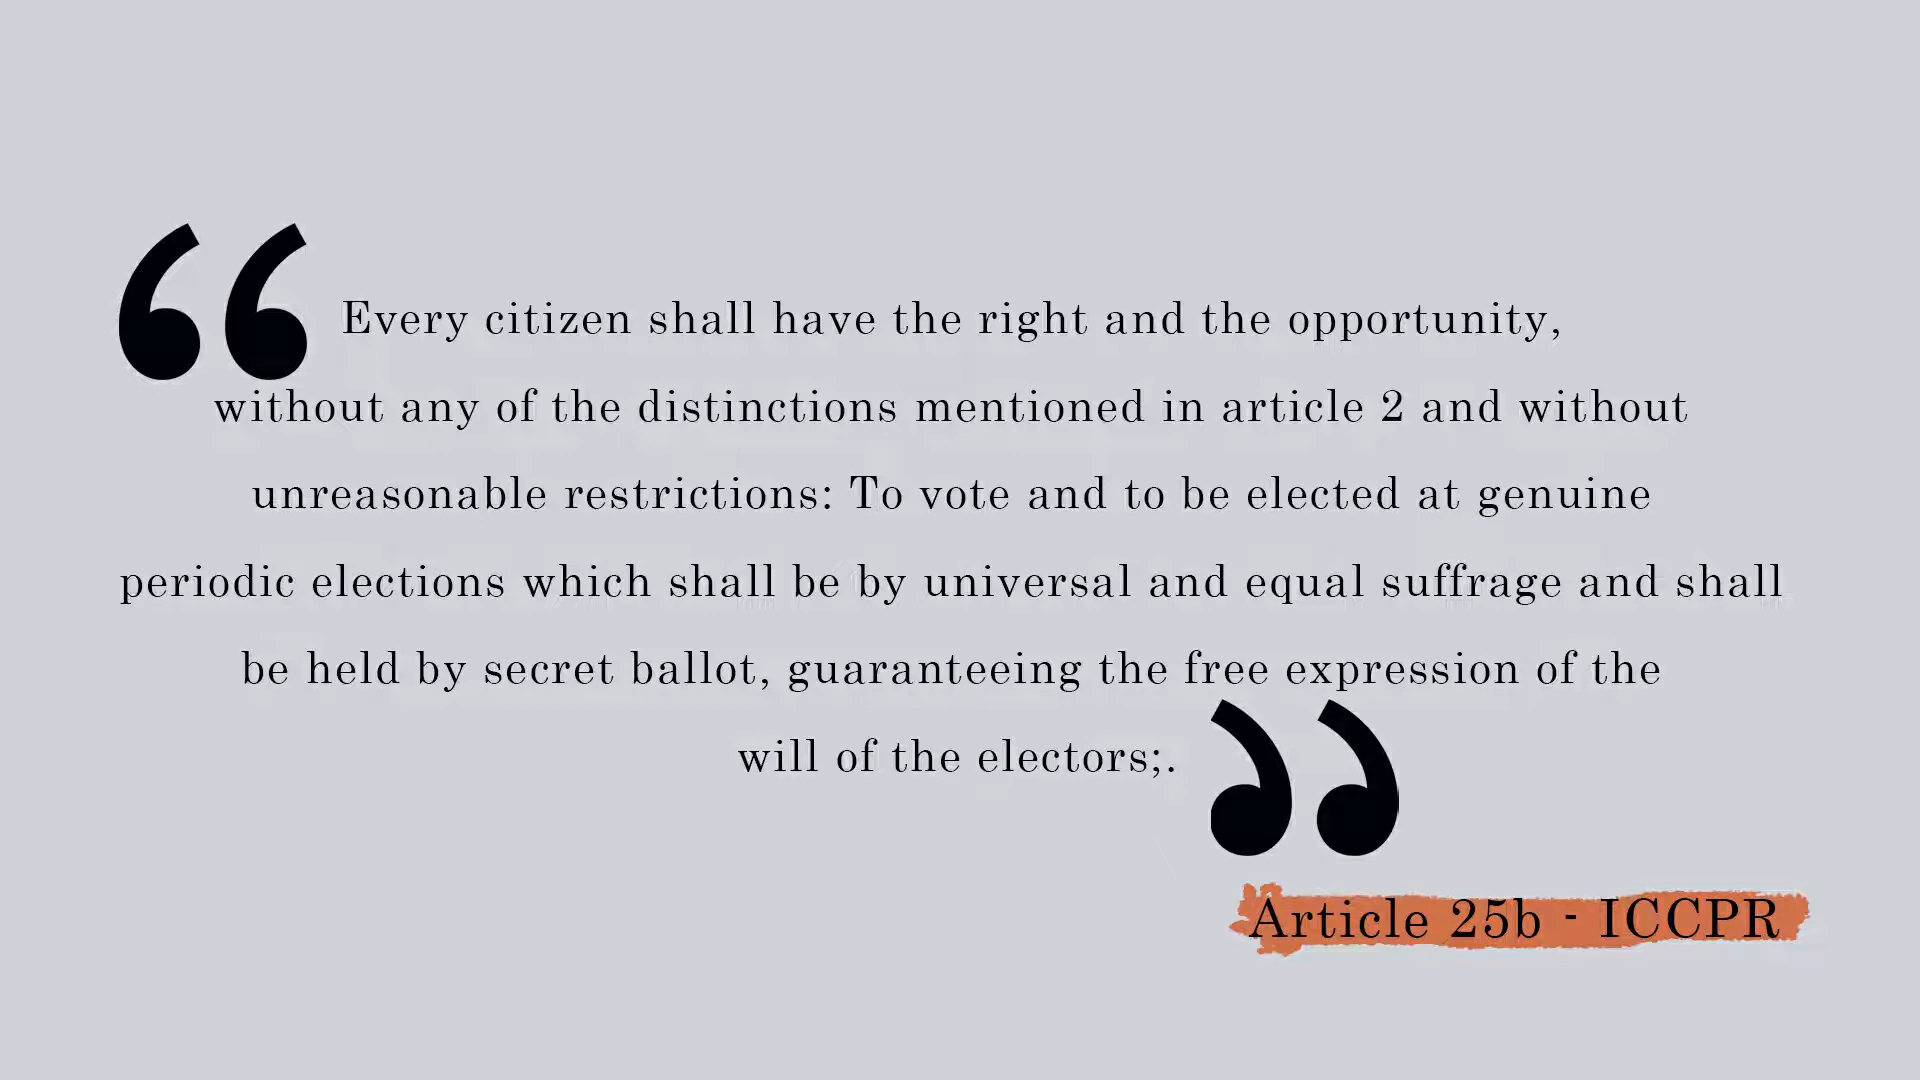 Every citizen shall have the right and the opportunity,
without any of the distinctions mentioned in article 2 and without
unreasonable restrictions: To vote and to be elected at genuine
periodic elections which shall be by universal and equal suffrage and shall
be held by secret ballot, guaranteeing the free expression of the
will of the electors;.
Article 25b - ICCPR